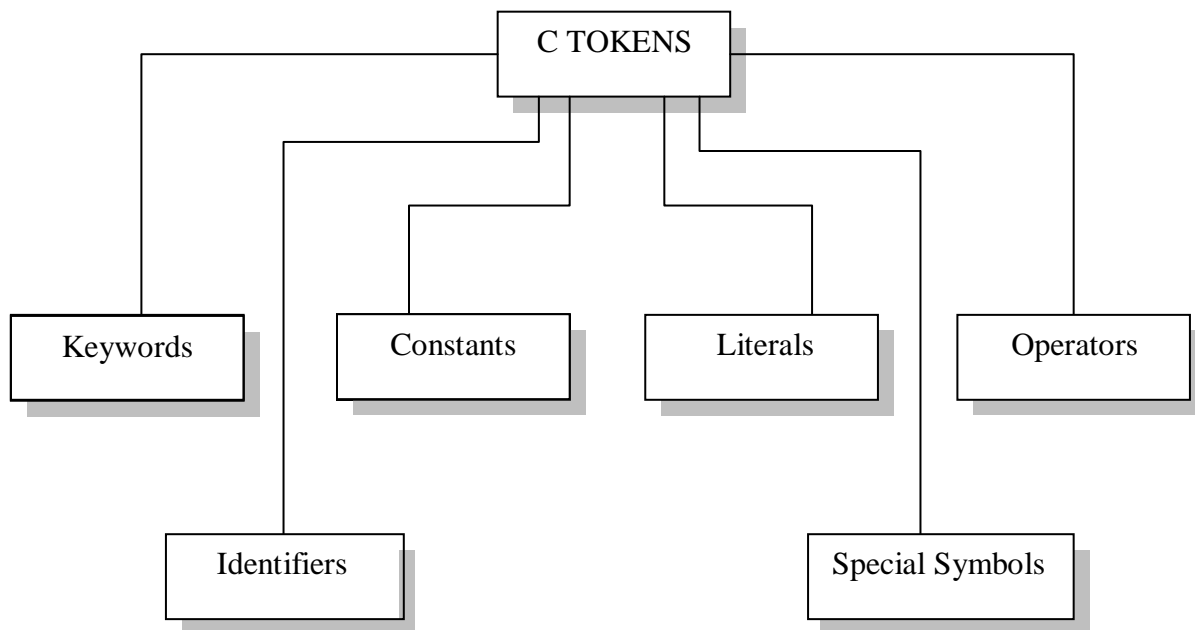 C TOKENS
Keywords
Constants
Literals
Operators
Identifiers
Special Symbols